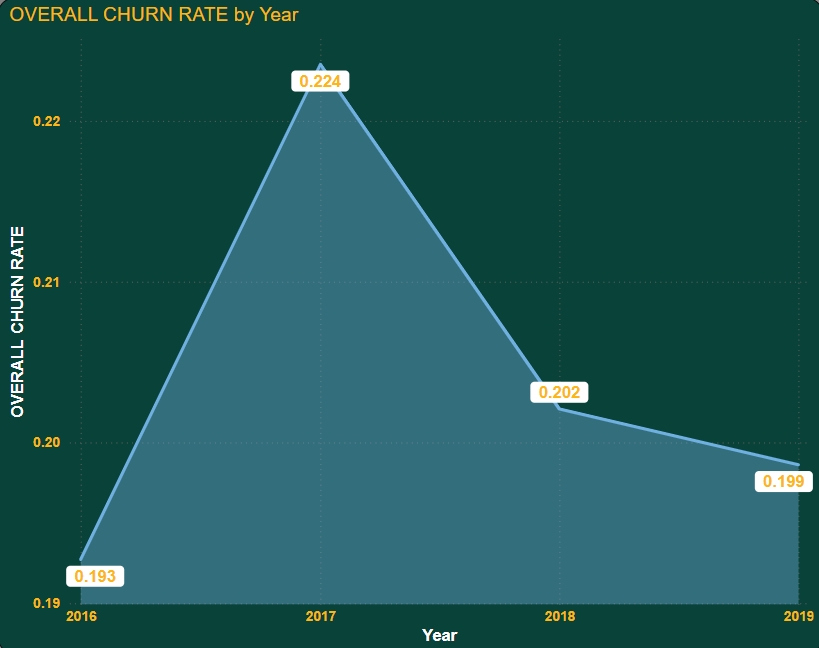 OVERALL CHURN RATE by Year
0.224
0.22
OVERALL CHURN RATE
0.21
0.202
0.20
0.199
0.193
0.19
2016 2017 2018 2019
Year